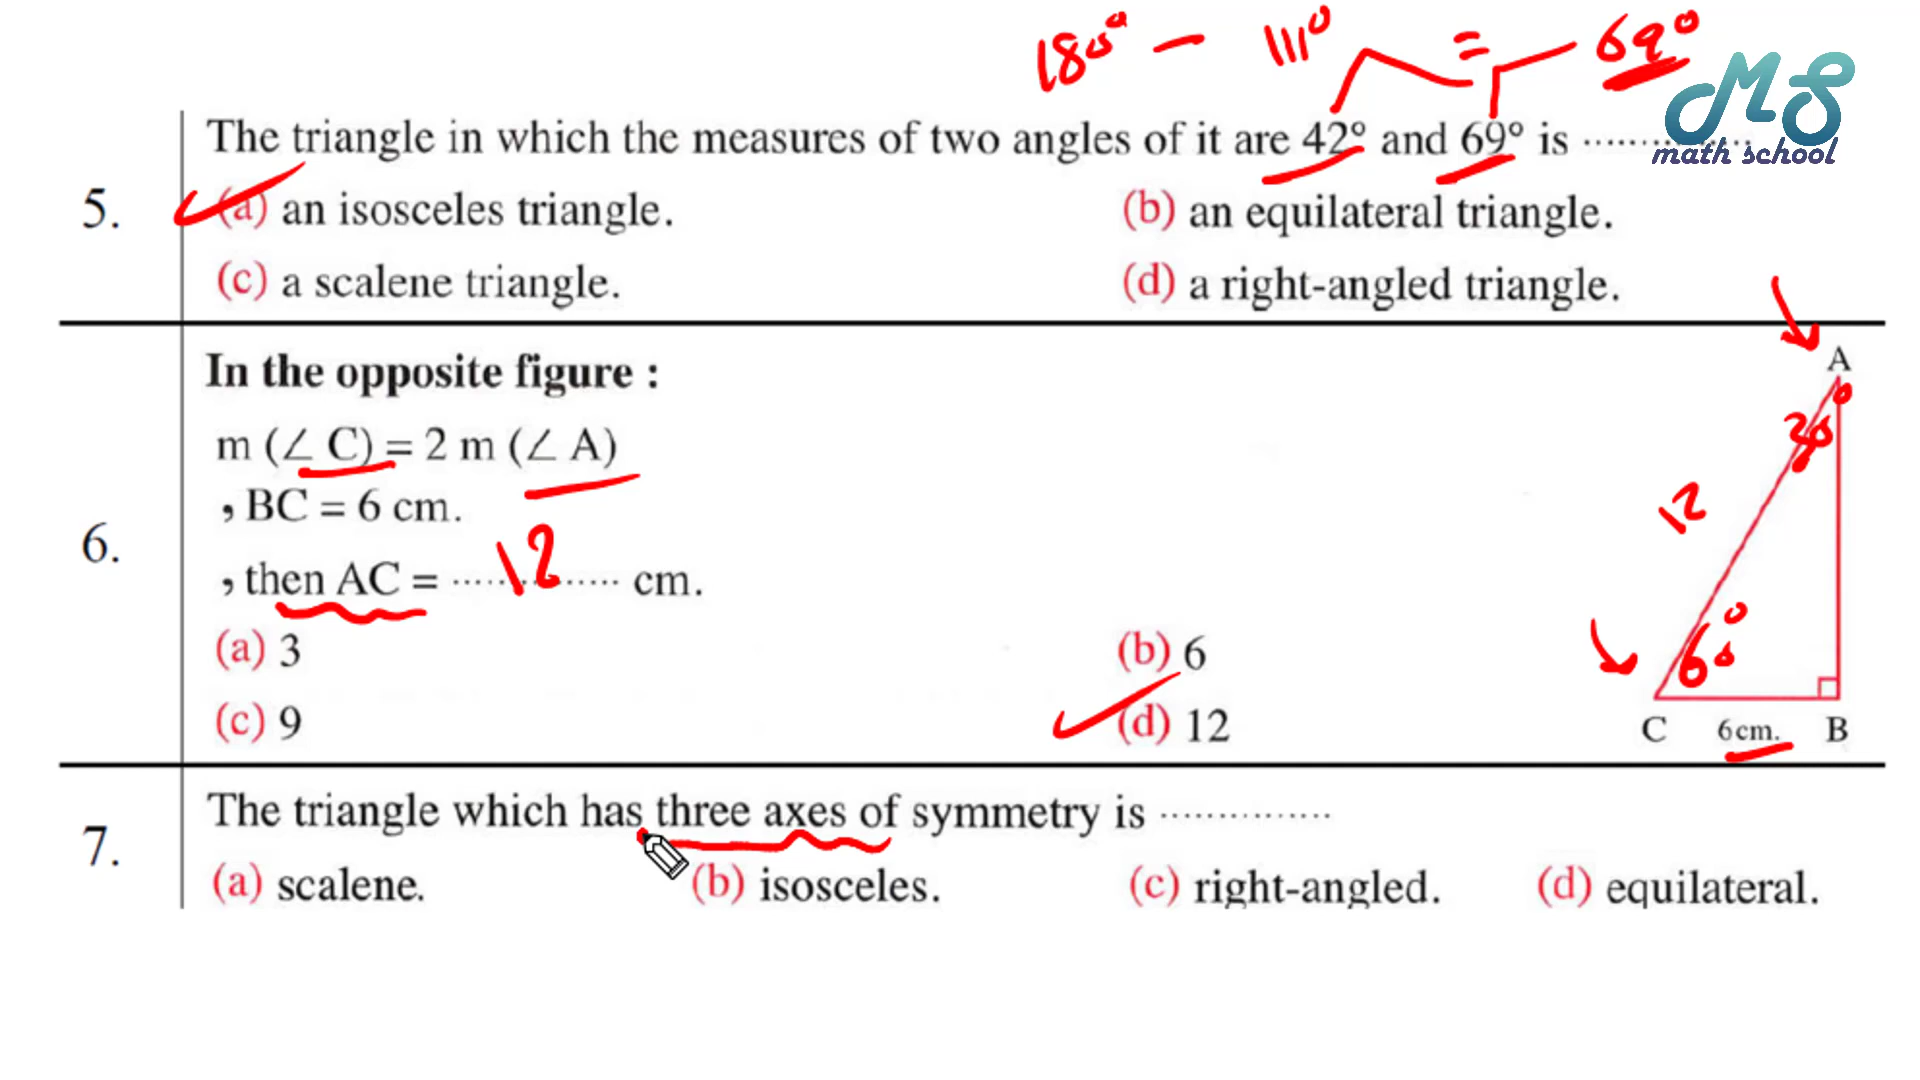 180° - 111° = 69°
MS
math school
5.
The triangle in which the measures of two angles of it are 42° and 69° is ...............
(a) an isosceles triangle.
(b) an equilateral triangle.
(c) a scalene triangle.
(d) a right-angled triangle.
6.
In the opposite figure :
m (∠ C) = 2 m (∠ A)
, BC = 6 cm.
, then AC = ...... 12 ...... cm.
(a) 3
(b) 6
(c) 9
(d) 12
A
30
12
60°
C
6cm.
B
7.
The triangle which has three axes of symmetry is ...............
(a) scalene.
(b) isosceles.
(c) right-angled.
(d) equilateral.